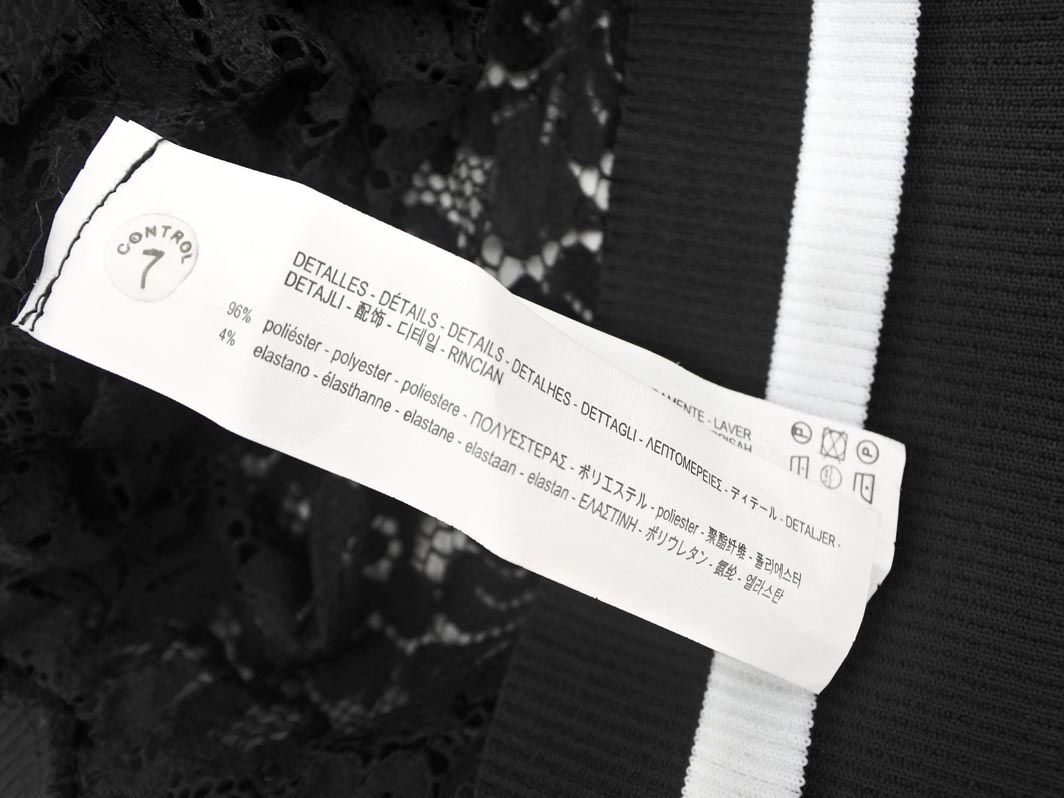 CONTROL
7
DETALLES - DÉTAILS - DETAILS - DETALHES - DETTAGLI - ΛΕΠΤΟΜΕΡΕΙΕΣ - ディテール - DETALJER -
DETAJLI - 配饰 - 디테일 - RINCIAN
96% poliéster - polyester - poliestere - ΠΟΛΥΕΣΤΕΡΑΣ - ポリエステル - poliester - 聚酯纤维 - 폴리에스터
4% elastano - élasthanne - elastane - elastaan - elastan - ΕΛΑΣΤΙΝΗ - ポリウレタン - 氨纶 - 엘라스탄
- LAVER
P